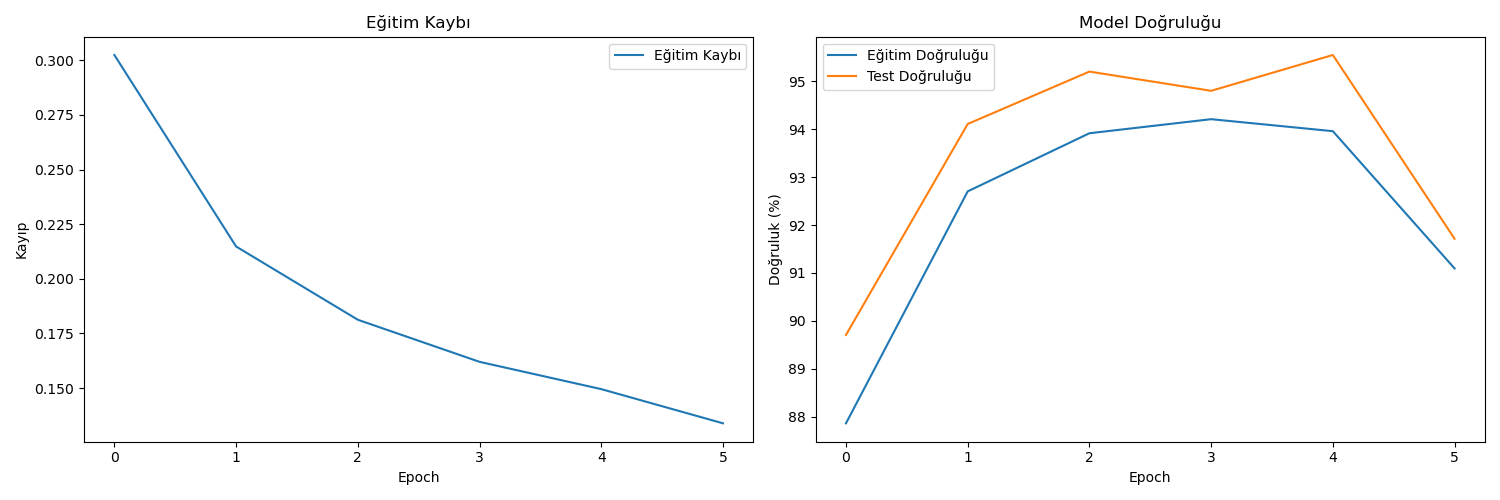 Eğitim Kaybı
Eğitim Kaybı
0.300
0.275
0.250
0.225
0.200
0.175
0.150
Kayıp
0 1 2 3 4 5
Epoch
Model Doğruluğu
Eğitim Doğruluğu
Test Doğruluğu
95
94
93
92
91
90
89
88
Doğruluk (%)
0 1 2 3 4 5
Epoch